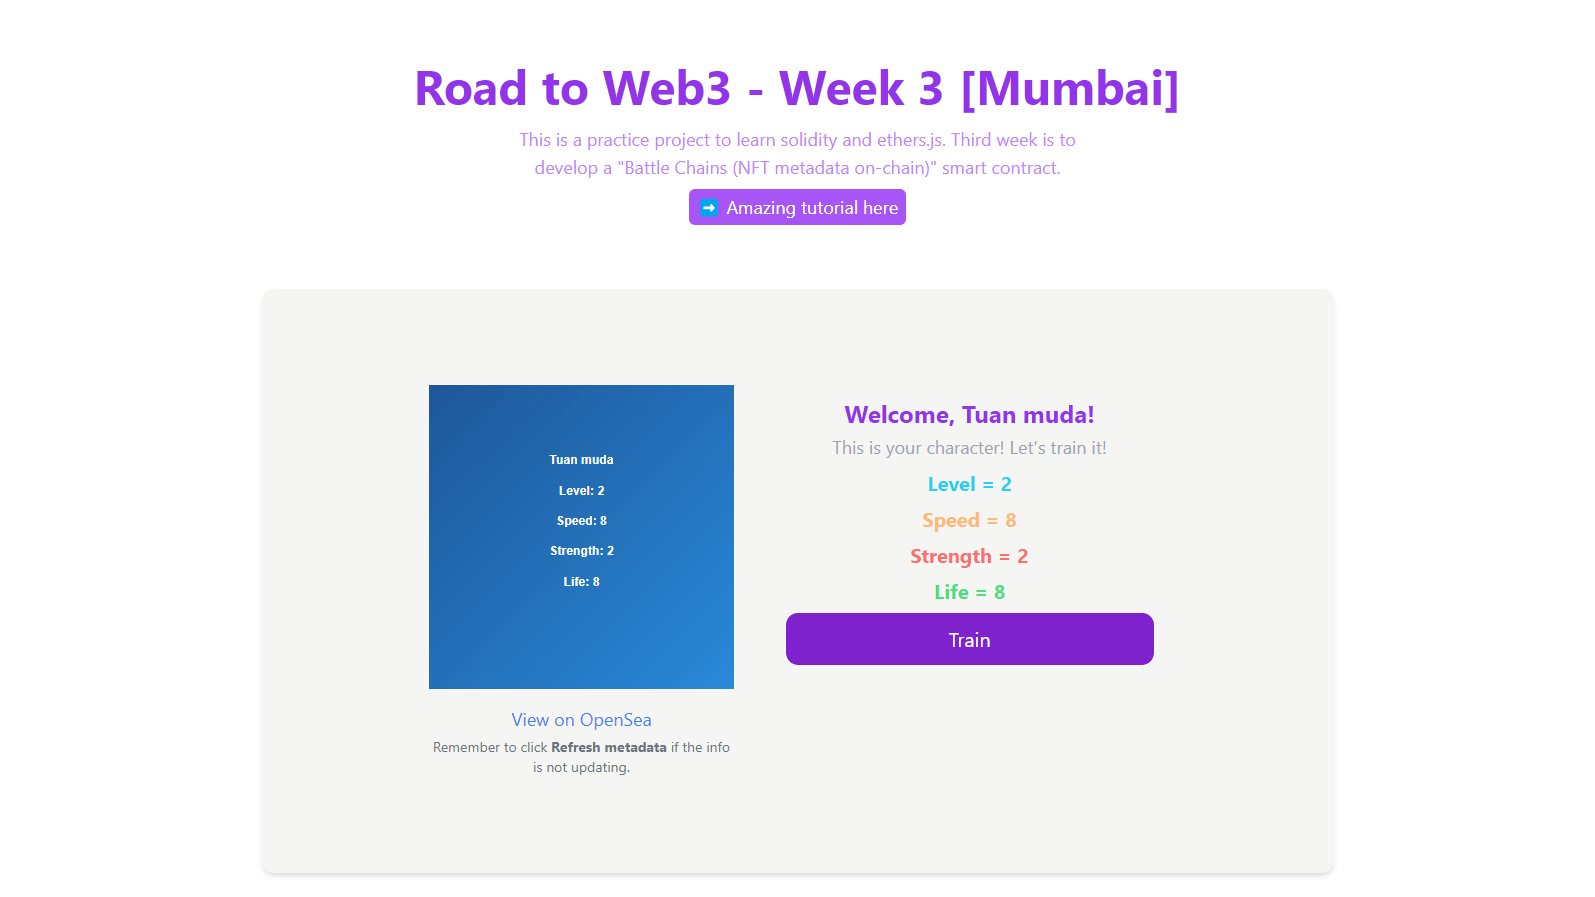 Road to Web3 - Week 3 [Mumbai]
This is a practice project to learn solidity and ethers.js. Third week is to
develop a "Battle Chains (NFT metadata on-chain)" smart contract.
➡️ Amazing tutorial here
Tuan muda
Level: 2
Speed: 8
Strength: 2
Life: 8
View on OpenSea
Remember to click Refresh metadata if the info
is not updating.
Welcome, Tuan muda!
This is your character! Let's train it!
Level = 2
Speed = 8
Strength = 2
Life = 8
Train